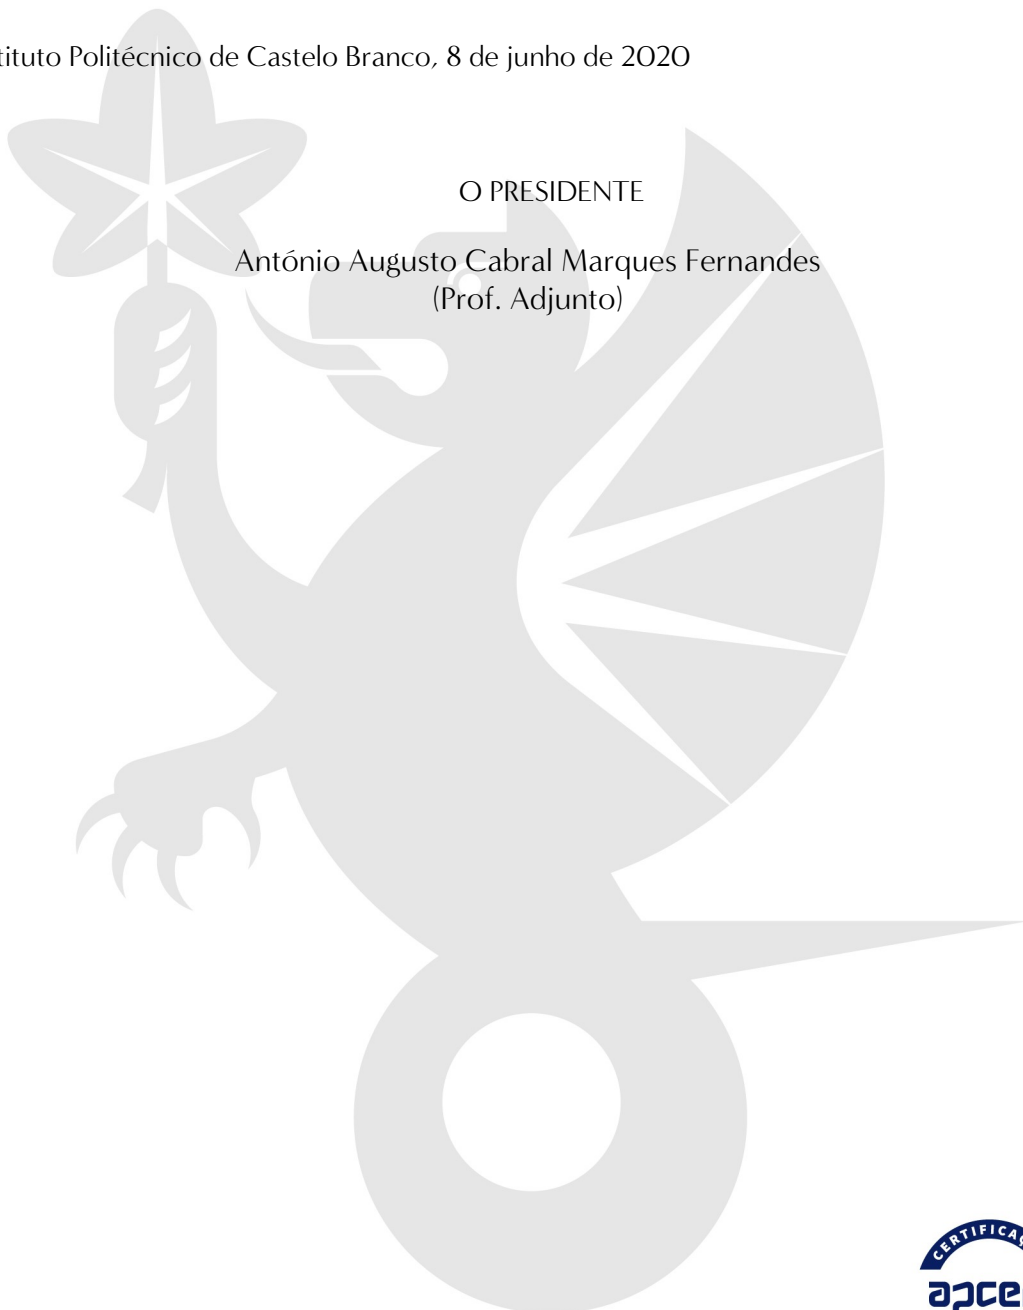 tituto Politécnico de Castelo Branco, 8 de junho de 2020
O PRESIDENTE
António Augusto Cabral Marques Fernandes
(Prof. Adjunto)
CERTIFICAÇ
apce